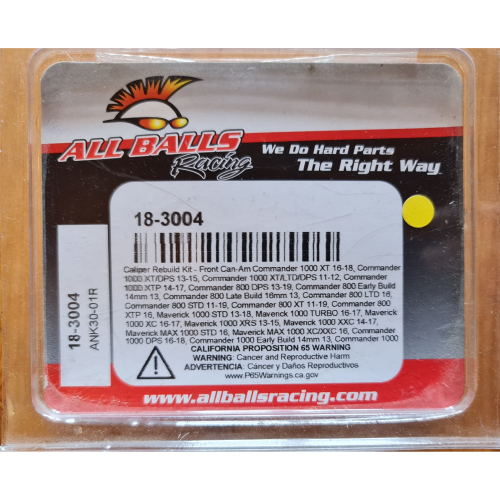 ALL BALLS
Racing
We Do Hard Parts
The Right Way
18-3004
Caliper Rebuild Kit - Front Can-Am Commander 1000 XT 16-18, Commander
1000 XT/DPS 13-15, Commander 1000 XT/LTD/DPS 11-12, Commander
1000 XTP 14-17, Commander 800 DPS 13-19, Commander 800 Early Build
14mm 13, Commander 800 Late Build 16mm 13, Commander 800 LTD 16,
Commander 800 STD 11-19, Commander 800 XT 11-19, Commander 800
XTP 16, Maverick 1000 STD 13-18, Maverick 1000 TURBO 16-17, Maverick
1000 XC 16-17, Maverick 1000 XRS 13-15, Maverick 1000 XXC 14-17,
Maverick MAX 1000 STD 16, Maverick MAX 1000 XC/XXC 16, Commander
1000 DPS 16-18, Commander 1000 Early Build 14mm 13, Commander 1000
CALIFORNIA PROPOSITION 65 WARNING
WARNING: Cancer and Reproductive Harm
ADVERTENCIA: Cáncer y Daños Reproductivos
www.P65Warnings.ca.gov
18-3004
ANK30-01R
www.allballsracing.com